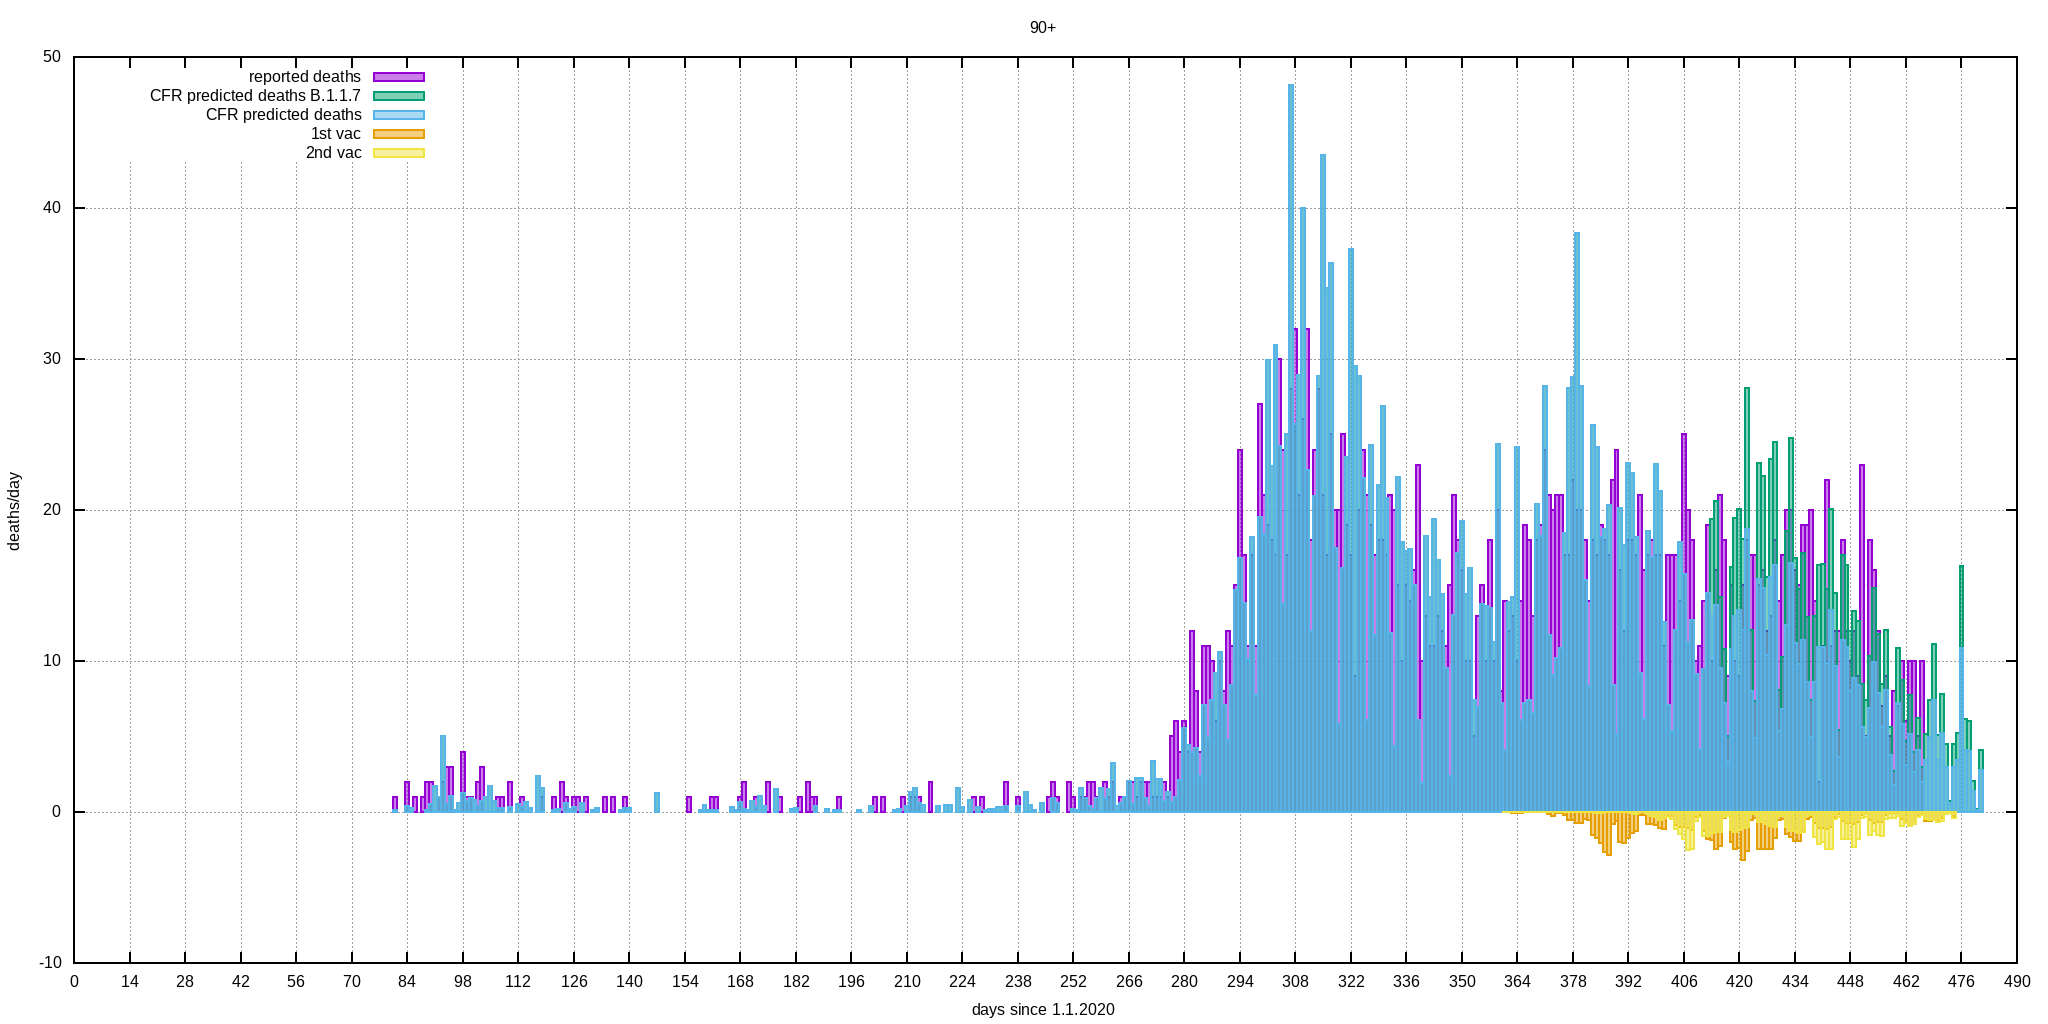 90+
50
40
30
20
10
0
-10
deaths/day
reported deaths
CFR predicted deaths B.1.1.7
CFR predicted deaths
1st vac
2nd vac
0 14 28 42 56 70 84 98 112 126 140 154 168 182 196 210 224 238 252 266 280 294 308 322 336 350 364 378 392 406 420 434 448 462 476 490
days since 1.1.2020